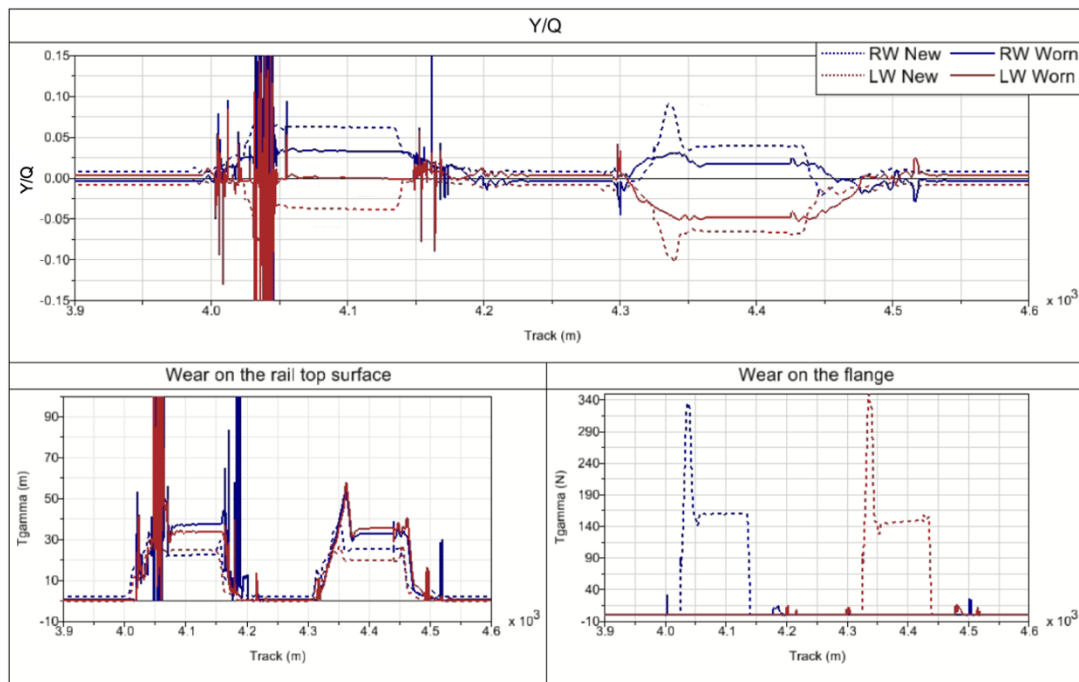 Y/Q
RW New RW Worn
LW New LW Worn
0.15
0.10
0.05
0.00
-0.05
-0.10
-0.15
Y/Q
3.9 4.0 4.1 4.2 4.3 4.4 4.5 4.6
x 10³
Track (m)
Wear on the rail top surface
90
70
50
30
10
-10
Tgamma (m)
3.9 4.0 4.1 4.2 4.3 4.4 4.5 4.6
x 10³
Track (m)
Wear on the flange
340
290
240
190
140
90
40
-10
Tgamma (N)
3.9 4.0 4.1 4.2 4.3 4.4 4.5 4.6
x 10³
Track (m)